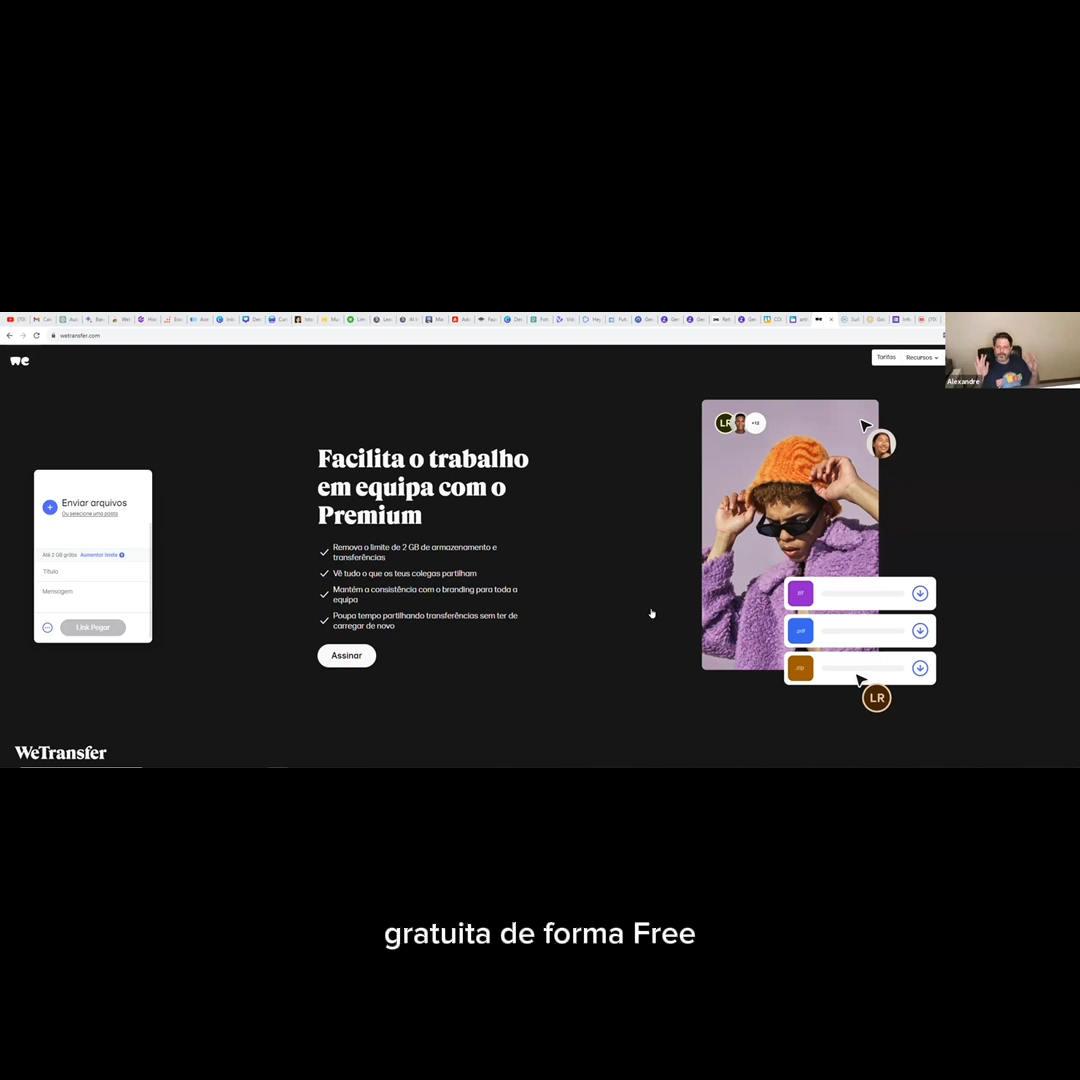 wetransfer.com
we
Tarifas Recursos
Alexandre
LR
+12
Facilita o trabalho
em equipa com o
Premium
Enviar arquivos
Ou selecione uma pasta
Até 2 GB grátis Aumentar limite
Título
Mensagem
Link Pegar
Remova o limite de 2 GB de armazenamento e
transferências
Vê tudo o que os teus colegas partilham
Mantém a consistência com o branding para toda a
equipa
Poupa tempo partilhando transferências sem ter de
carregar de novo
Assinar
.pdf
.zip
LR
WeTransfer
gratuita de forma Free